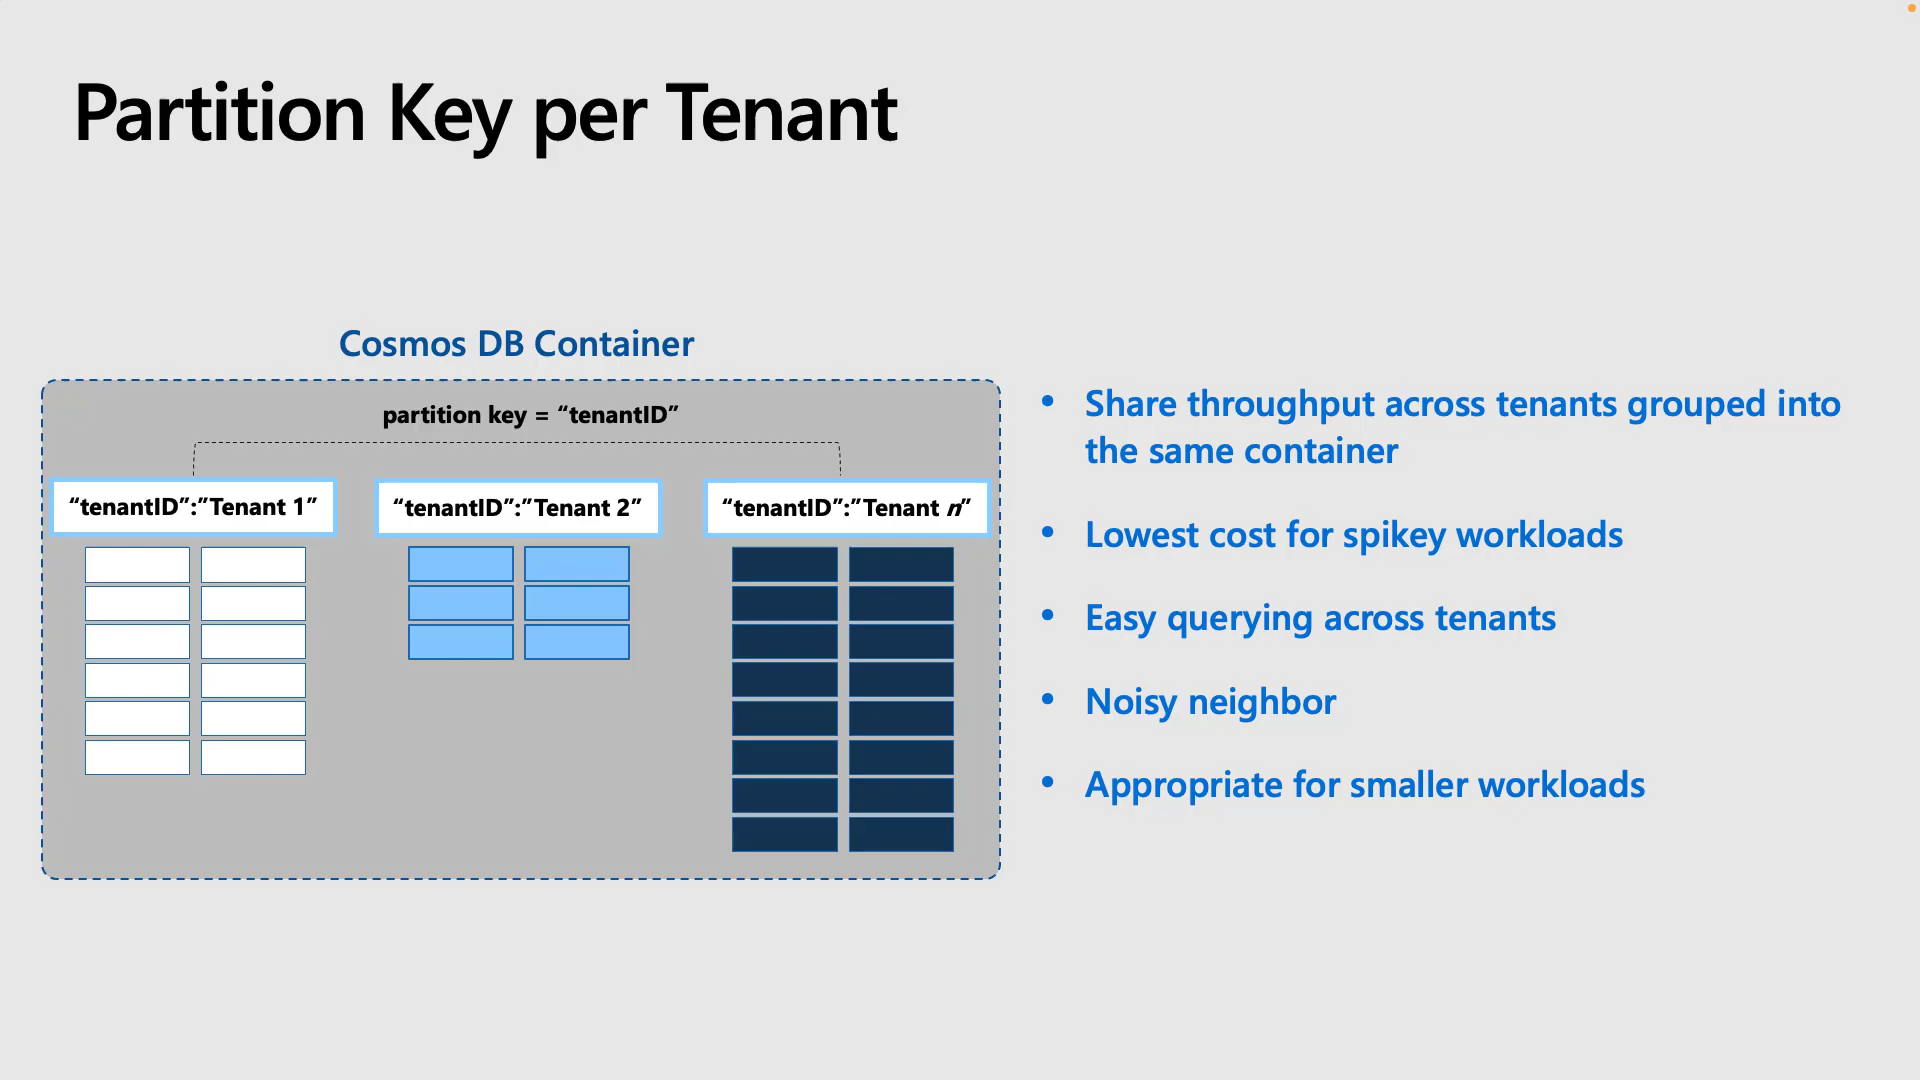 Partition Key per Tenant
Cosmos DB Container
partition key = “tenantID”
“tenantID”:”Tenant 1”
“tenantID”:”Tenant 2”
“tenantID”:”Tenant n”
• Share throughput across tenants grouped into
the same container
• Lowest cost for spikey workloads
• Easy querying across tenants
• Noisy neighbor
• Appropriate for smaller workloads